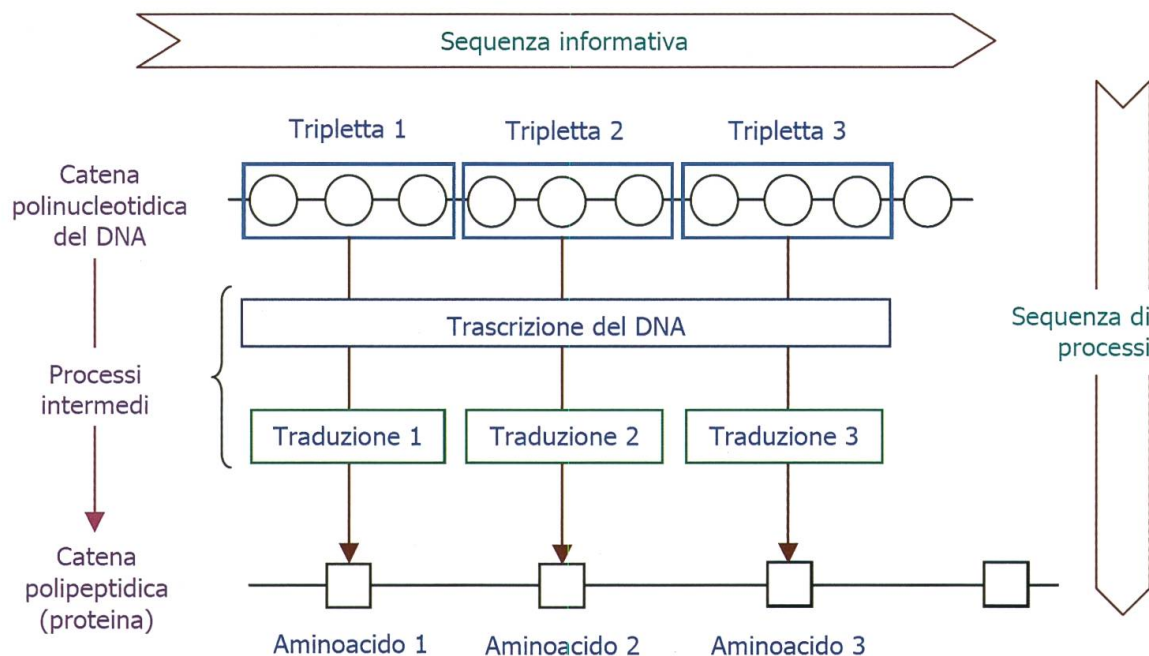 Sequenza informativa
Tripletta 1
Tripletta 2
Tripletta 3
Catena
polinucleotidica
del DNA
Trascrizione del DNA
Sequenza di
processi
Processi
intermedi
Traduzione 1
Traduzione 2
Traduzione 3
Catena
polipeptidica
(proteina)
Aminoacido 1
Aminoacido 2
Aminoacido 3